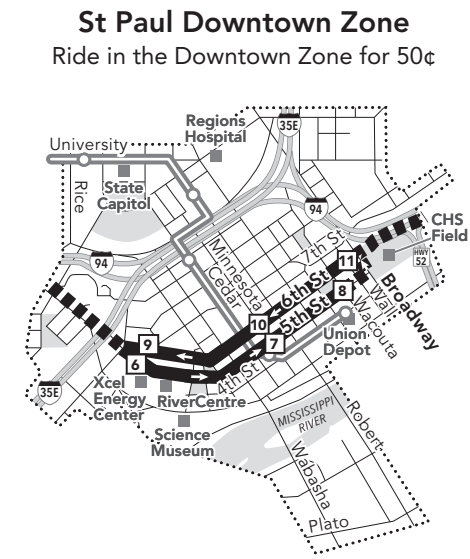 St Paul Downtown Zone
Ride in the Downtown Zone for 50¢
Regions
Hospital
35E
University
Rice
State
Capitol
94
CHS
Field
7th St
HWY
52
94
Minnesota
Cedar
6th St
11
8
5th St
Broadway
Wall
Wacouta
10
7
Union
Depot
9
6
4th St
35E
Xcel
Energy
Center
RiverCentre
Science
Museum
MISSISSIPPI
RIVER
Robert
Wabasha
Plato